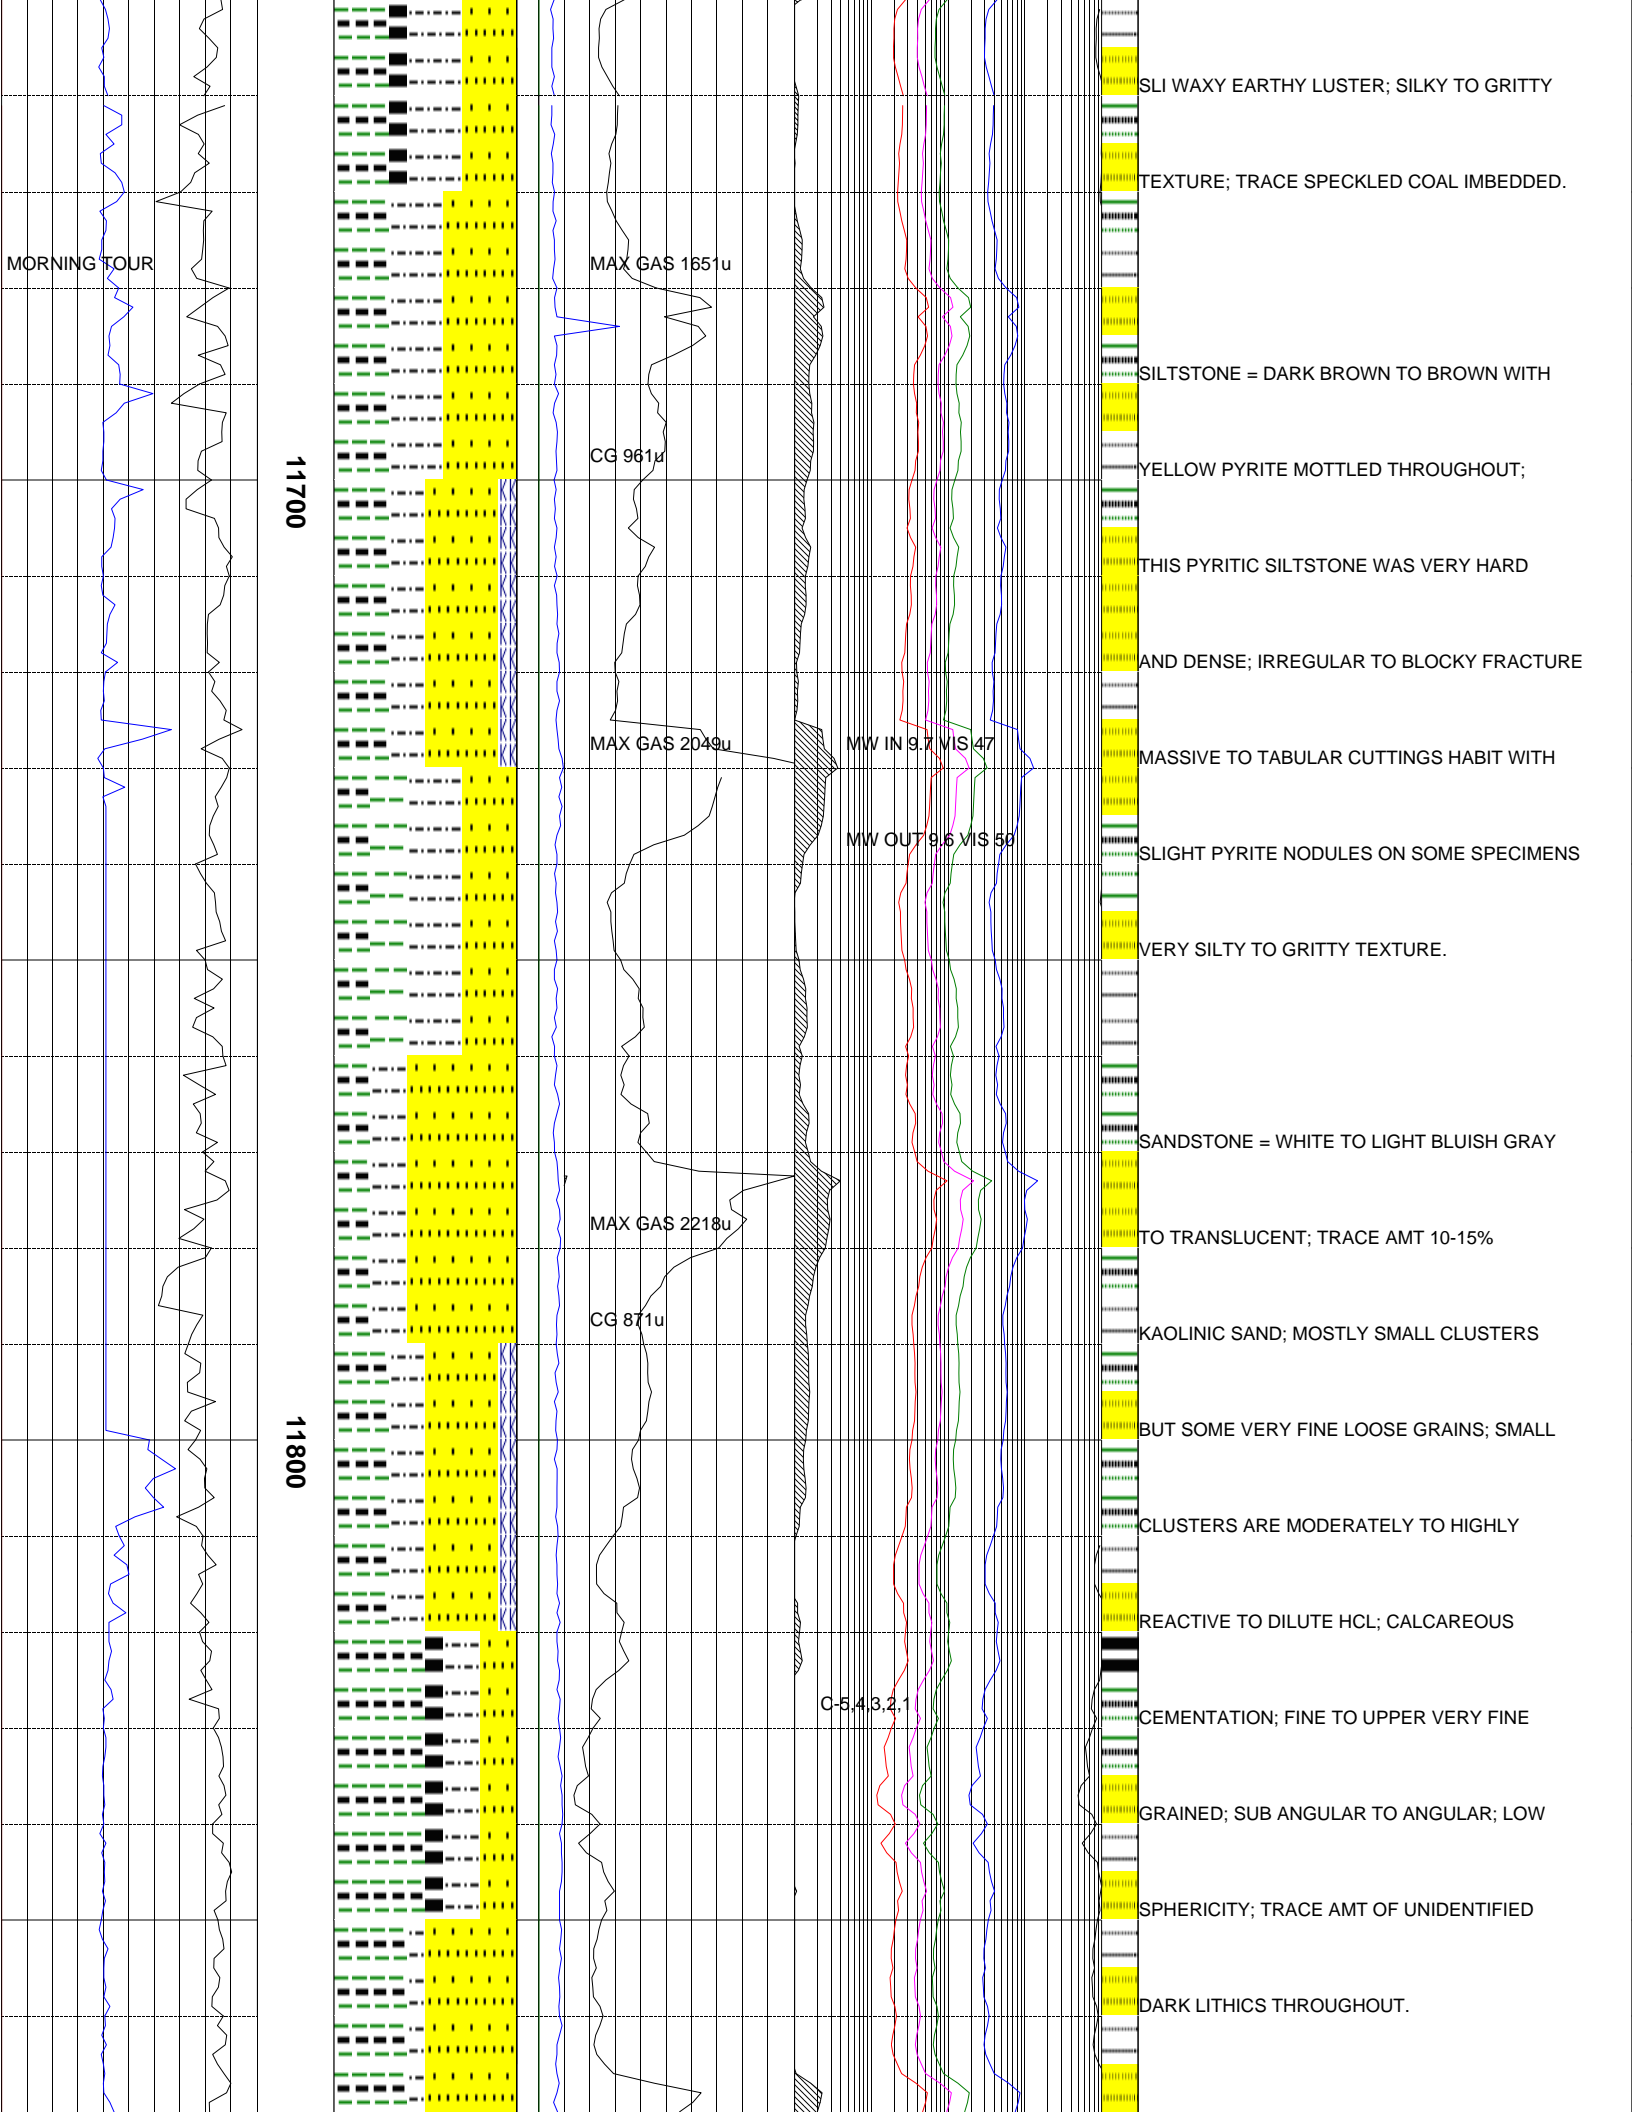 SLI WAXY EARTHY LUSTER; SILKY TO GRITTY
TEXTURE; TRACE SPECKLED COAL IMBEDDED.
MORNING TOUR
MAX GAS 1651u
SILTSTONE = DARK BROWN TO BROWN WITH
CG 961u
YELLOW PYRITE MOTTLED THROUGHOUT;
11700
THIS PYRITIC SILTSTONE WAS VERY HARD
AND DENSE; IRREGULAR TO BLOCKY FRACTURE
MAX GAS 2049u
MW IN 9.7 VIS 47
MASSIVE TO TABULAR CUTTINGS HABIT WITH
MW OUT 9.6 VIS 50
SLIGHT PYRITE NODULES ON SOME SPECIMENS
VERY SILTY TO GRITTY TEXTURE.
SANDSTONE = WHITE TO LIGHT BLUISH GRAY
MAX GAS 2218u
TO TRANSLUCENT; TRACE AMT 10-15%
CG 871u
KAOLINIC SAND; MOSTLY SMALL CLUSTERS
BUT SOME VERY FINE LOOSE GRAINS; SMALL
11800
CLUSTERS ARE MODERATELY TO HIGHLY
REACTIVE TO DILUTE HCL; CALCAREOUS
C-5,4,3,2,1
CEMENTATION; FINE TO UPPER VERY FINE
GRAINED; SUB ANGULAR TO ANGULAR; LOW
SPHERICITY; TRACE AMT OF UNIDENTIFIED
DARK LITHICS THROUGHOUT.